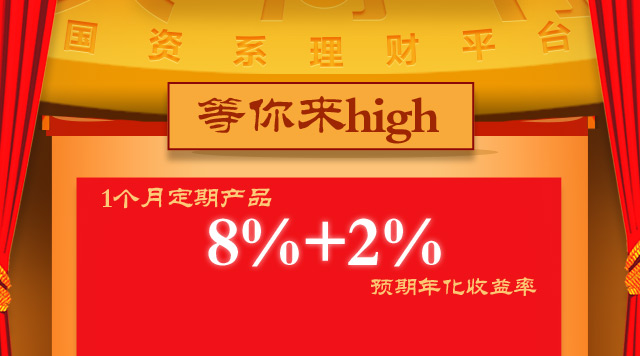 国资系理财平台
等你来high
1个月定期产品
8%+2%
预期年化收益率